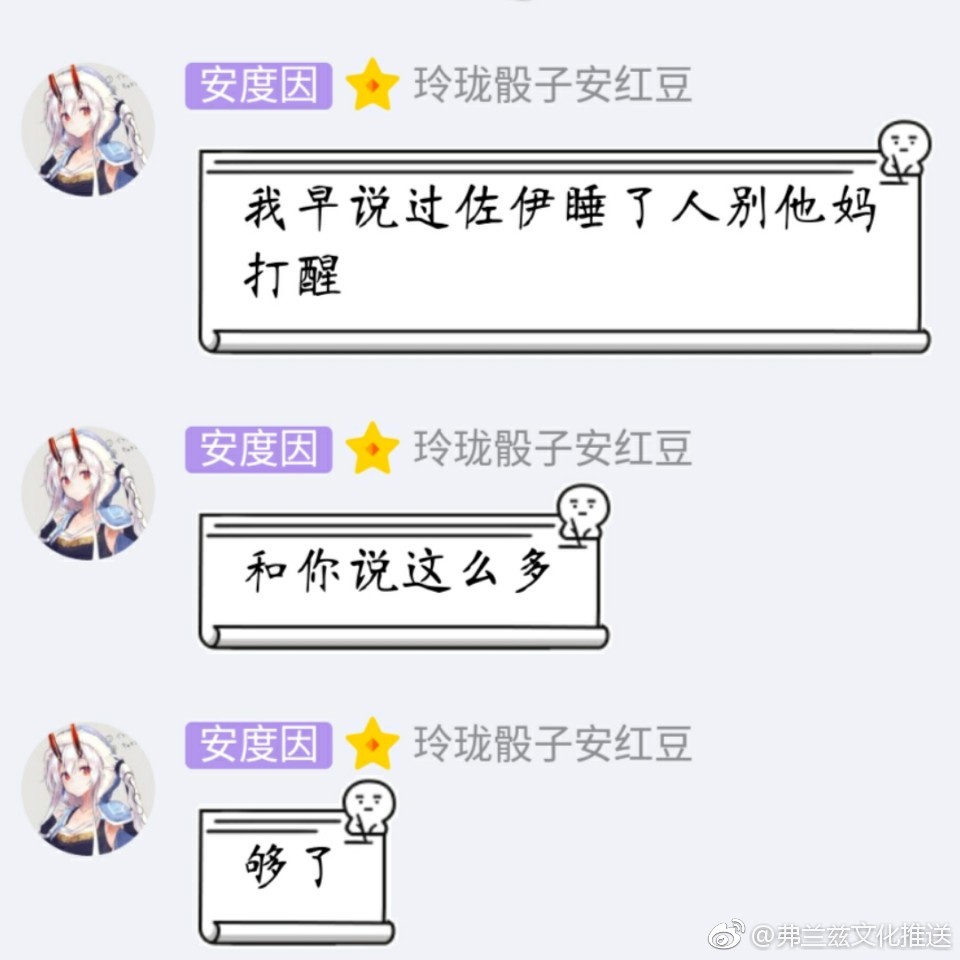 安度因 玲珑骰子安红豆
我早说过佐伊睡了人别他妈
打醒
安度因 玲珑骰子安红豆
和你说这么多
安度因 玲珑骰子安红豆
够了
@弗兰兹文化推送